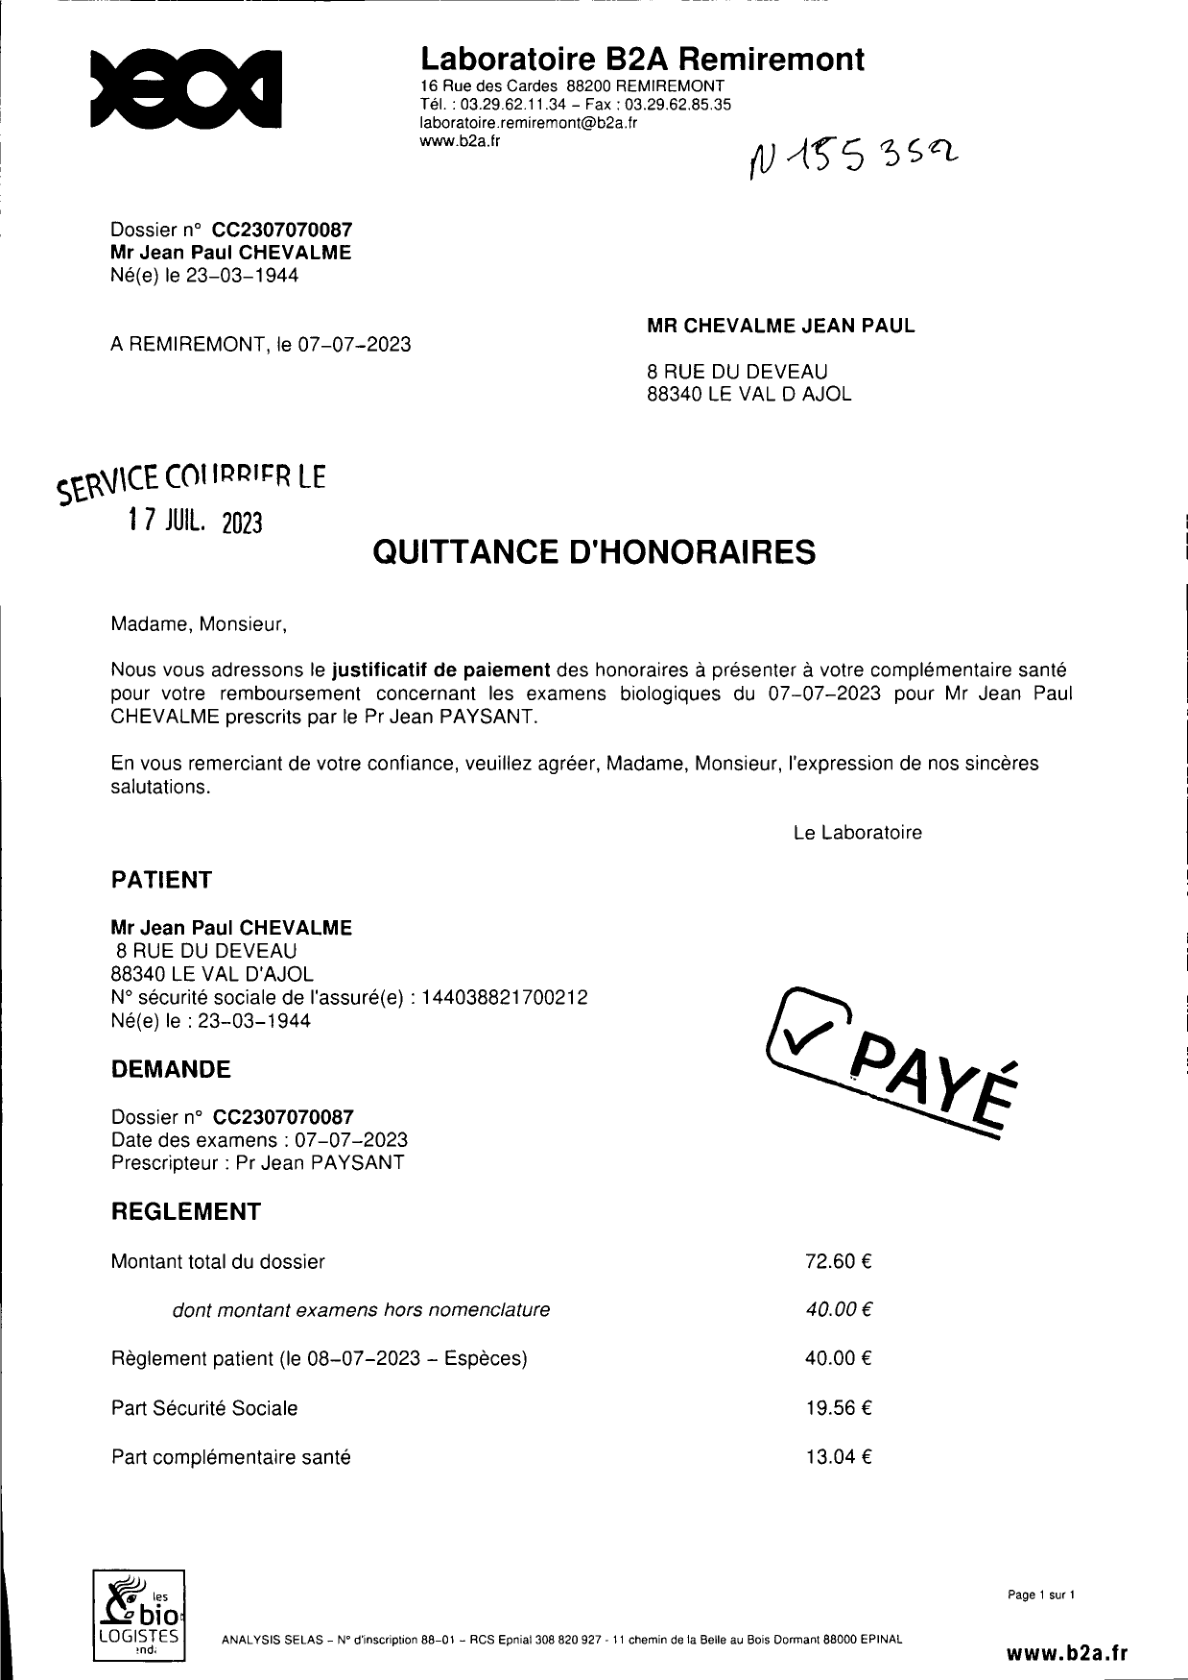 Laboratoire B2A Remiremont
16 Rue des Cardes 88200 REMIREMONT
Tél. : 03.29.62.11.34 – Fax : 03.29.62.85.35
laboratoire.remiremont@b2a.fr
www.b2a.fr
N 155 352
Dossier n° CC2307070087
Mr Jean Paul CHEVALME
Né(e) le 23–03–1944
MR CHEVALME JEAN PAUL
A REMIREMONT, le 07–07–2023
8 RUE DU DEVEAU
88340 LE VAL D AJOL
SERVICE COURRIER LE
17 JUIL. 2023
QUITTANCE D'HONORAIRES
Madame, Monsieur,
Nous vous adressons le justificatif de paiement des honoraires à présenter à votre complémentaire santé
pour votre remboursement concernant les examens biologiques du 07–07–2023 pour Mr Jean Paul
CHEVALME prescrits par le Pr Jean PAYSANT.
En vous remerciant de votre confiance, veuillez agréer, Madame, Monsieur, l'expression de nos sincères
salutations.
Le Laboratoire
PATIENT
Mr Jean Paul CHEVALME
8 RUE DU DEVEAU
88340 LE VAL D'AJOL
N° sécurité sociale de l'assuré(e) : 144038821700212
Né(e) le : 23–03–1944
PAYÉ
DEMANDE
Dossier n° CC2307070087
Date des examens : 07–07–2023
Prescripteur : Pr Jean PAYSANT
REGLEMENT
Montant total du dossier 72.60 €
dont montant examens hors nomenclature 40.00 €
Règlement patient (le 08–07–2023 – Espèces) 40.00 €
Part Sécurité Sociale 19.56 €
Part complémentaire santé 13.04 €
les
bio
LOGISTES
ind.
Page 1 sur 1
ANALYSIS SELAS – N° d'inscription 88–01 – RCS Epnial 308 820 927 - 11 chemin de la Belle au Bois Dormant 88000 EPINAL
www.b2a.fr